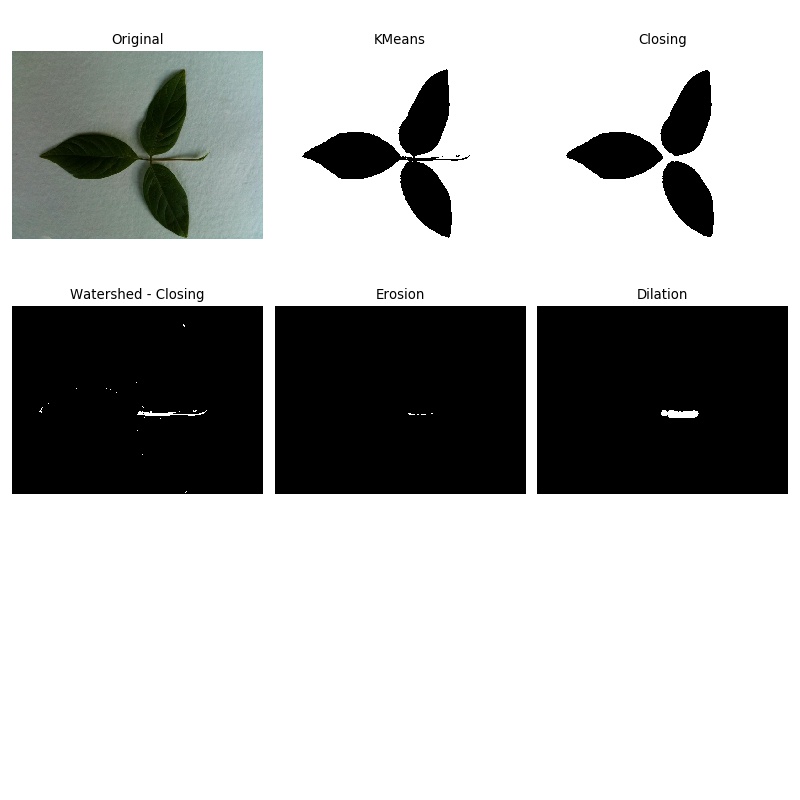 Original
KMeans
Closing
Watershed - Closing
Erosion
Dilation